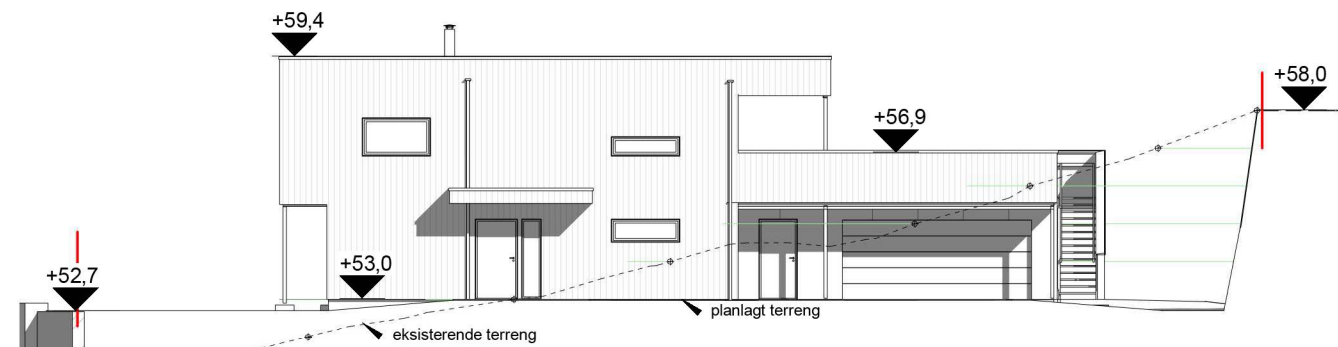 +59,4
+58,0
+56,9
+53,0
+52,7
planlagt terreng
eksisterende terreng